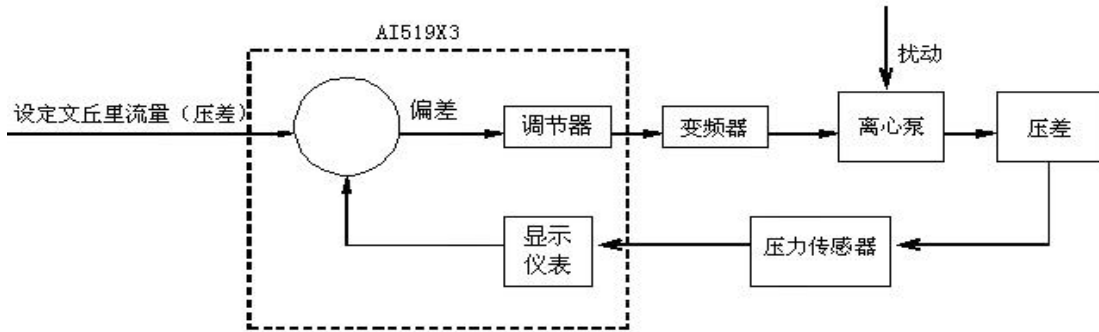 AI519X3
扰动
设定文丘里流量（压差）
偏差
调节器
变频器
离心泵
压差
显示
仪表
压力传感器